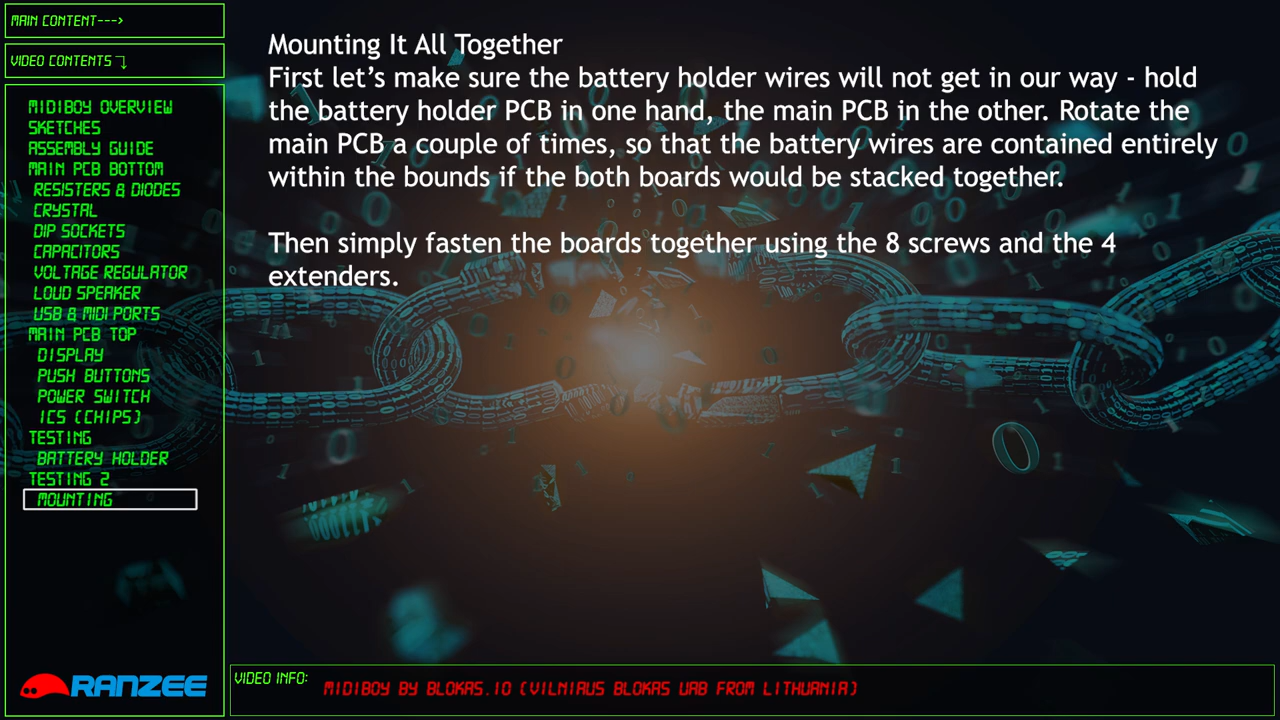 MAIN CONTENT--->
VIDEO CONTENTS
MIDIBOY OVERVIEW
SKETCHES
ASSEMBLY GUIDE
MAIN PCB BOTTOM
RESISTERS & DIODES
CRYSTAL
DIP SOCKETS
CAPACITORS
VOLTAGE REGULATOR
LOUD SPEAKER
USB & MIDI PORTS
MAIN PCB TOP
DISPLAY
PUSH BUTTONS
POWER SWITCH
ICS (CHIPS)
TESTING
BATTERY HOLDER
TESTING 2
MOUNTING
RANZEE
Mounting It All Together
First let’s make sure the battery holder wires will not get in our way - hold
the battery holder PCB in one hand, the main PCB in the other. Rotate the
main PCB a couple of times, so that the battery wires are contained entirely
within the bounds if the both boards would be stacked together.
Then simply fasten the boards together using the 8 screws and the 4
extenders.
VIDEO INFO:
MIDIBOY BY BLOKAS.IO (VILNIAUS BLOKAS UAB FROM LITHUANIA)